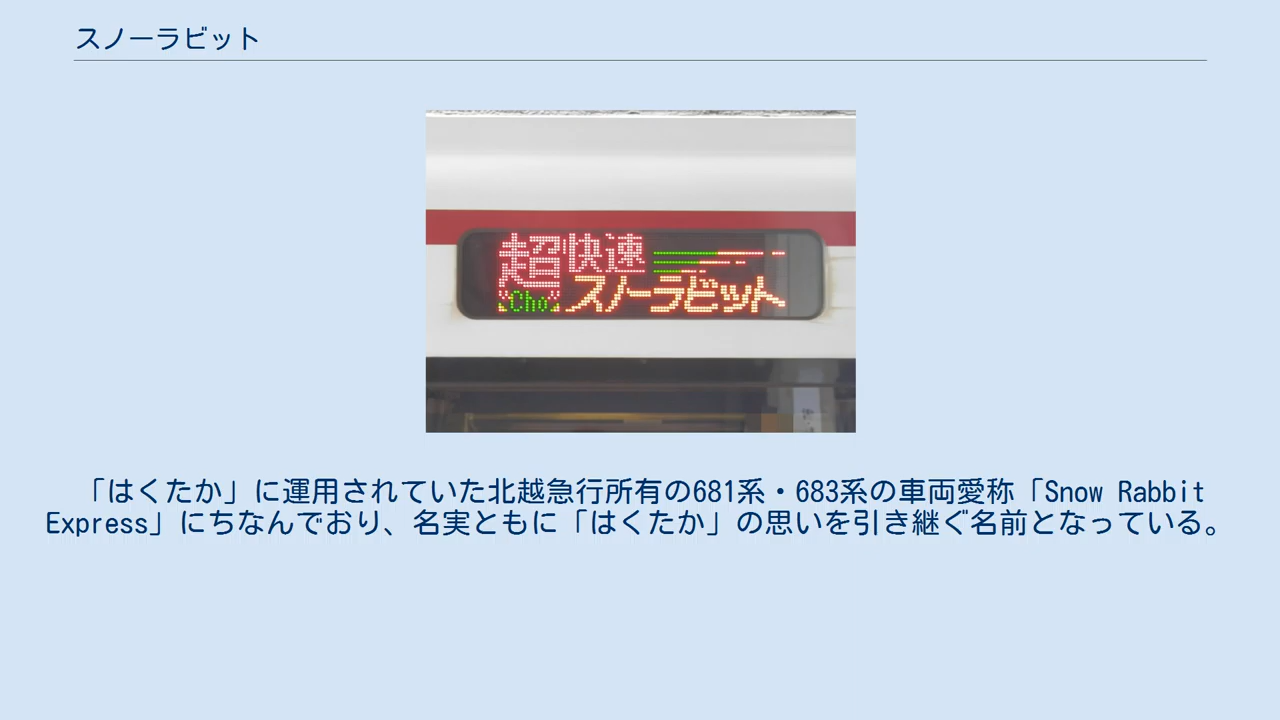 スノーラビット
超快速
Cho. スノーラビット
「はくたか」に運用されていた北越急行所有の681系・683系の車両愛称「Snow Rabbit
Express」にちなんでおり、名実ともに「はくたか」の思いを引き継ぐ名前となっている。